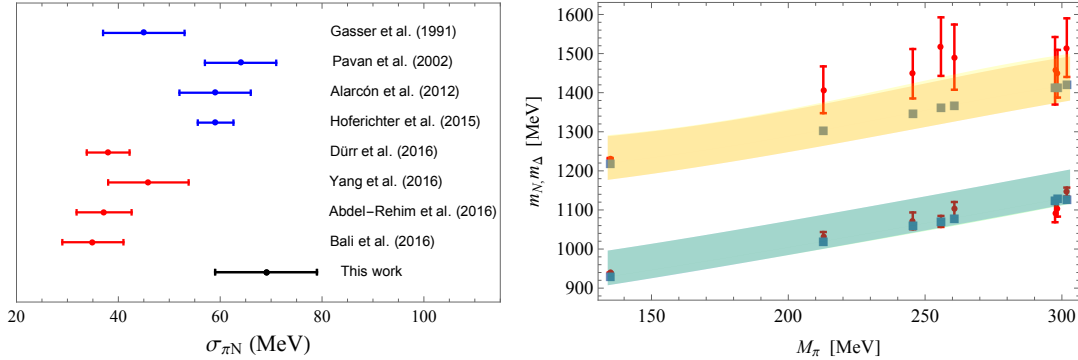 Gasser et al. (1991)
Pavan et al. (2002)
Alarcón et al. (2012)
Hoferichter et al. (2015)
Dürr et al. (2016)
Yang et al. (2016)
Abdel−Rehim et al. (2016)
Bali et al. (2016)
This work
20 40 60 80 100
σπN (MeV)
mN, mΔ [MeV]
1600
1500
1400
1300
1200
1100
1000
900
150 200 250 300
Mπ [MeV]